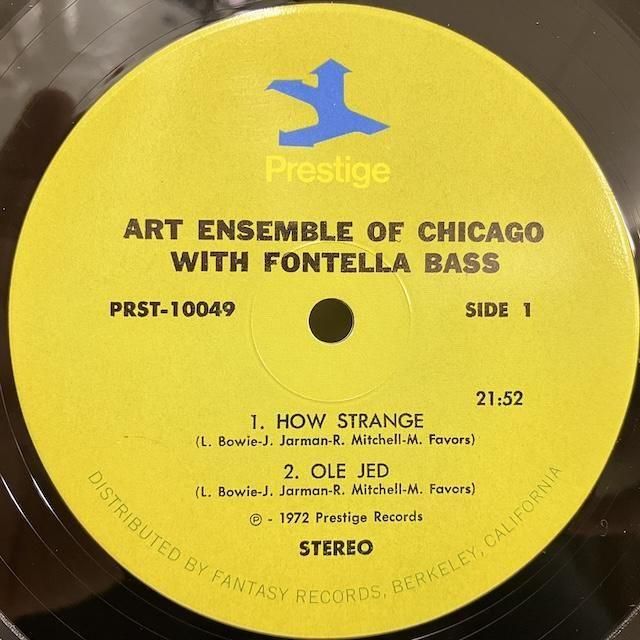 Prestige
ART ENSEMBLE OF CHICAGO
WITH FONTELLA BASS
PRST-10049
SIDE 1
21:52
1. HOW STRANGE
(L. Bowie-J. Jarman-R. Mitchell-M. Favors)
2. OLE JED
(L. Bowie-J. Jarman-R. Mitchell-M. Favors)
℗ - 1972 Prestige Records
STEREO
DISTRIBUTED BY FANTASY RECORDS, BERKELEY, CALIFORNIA